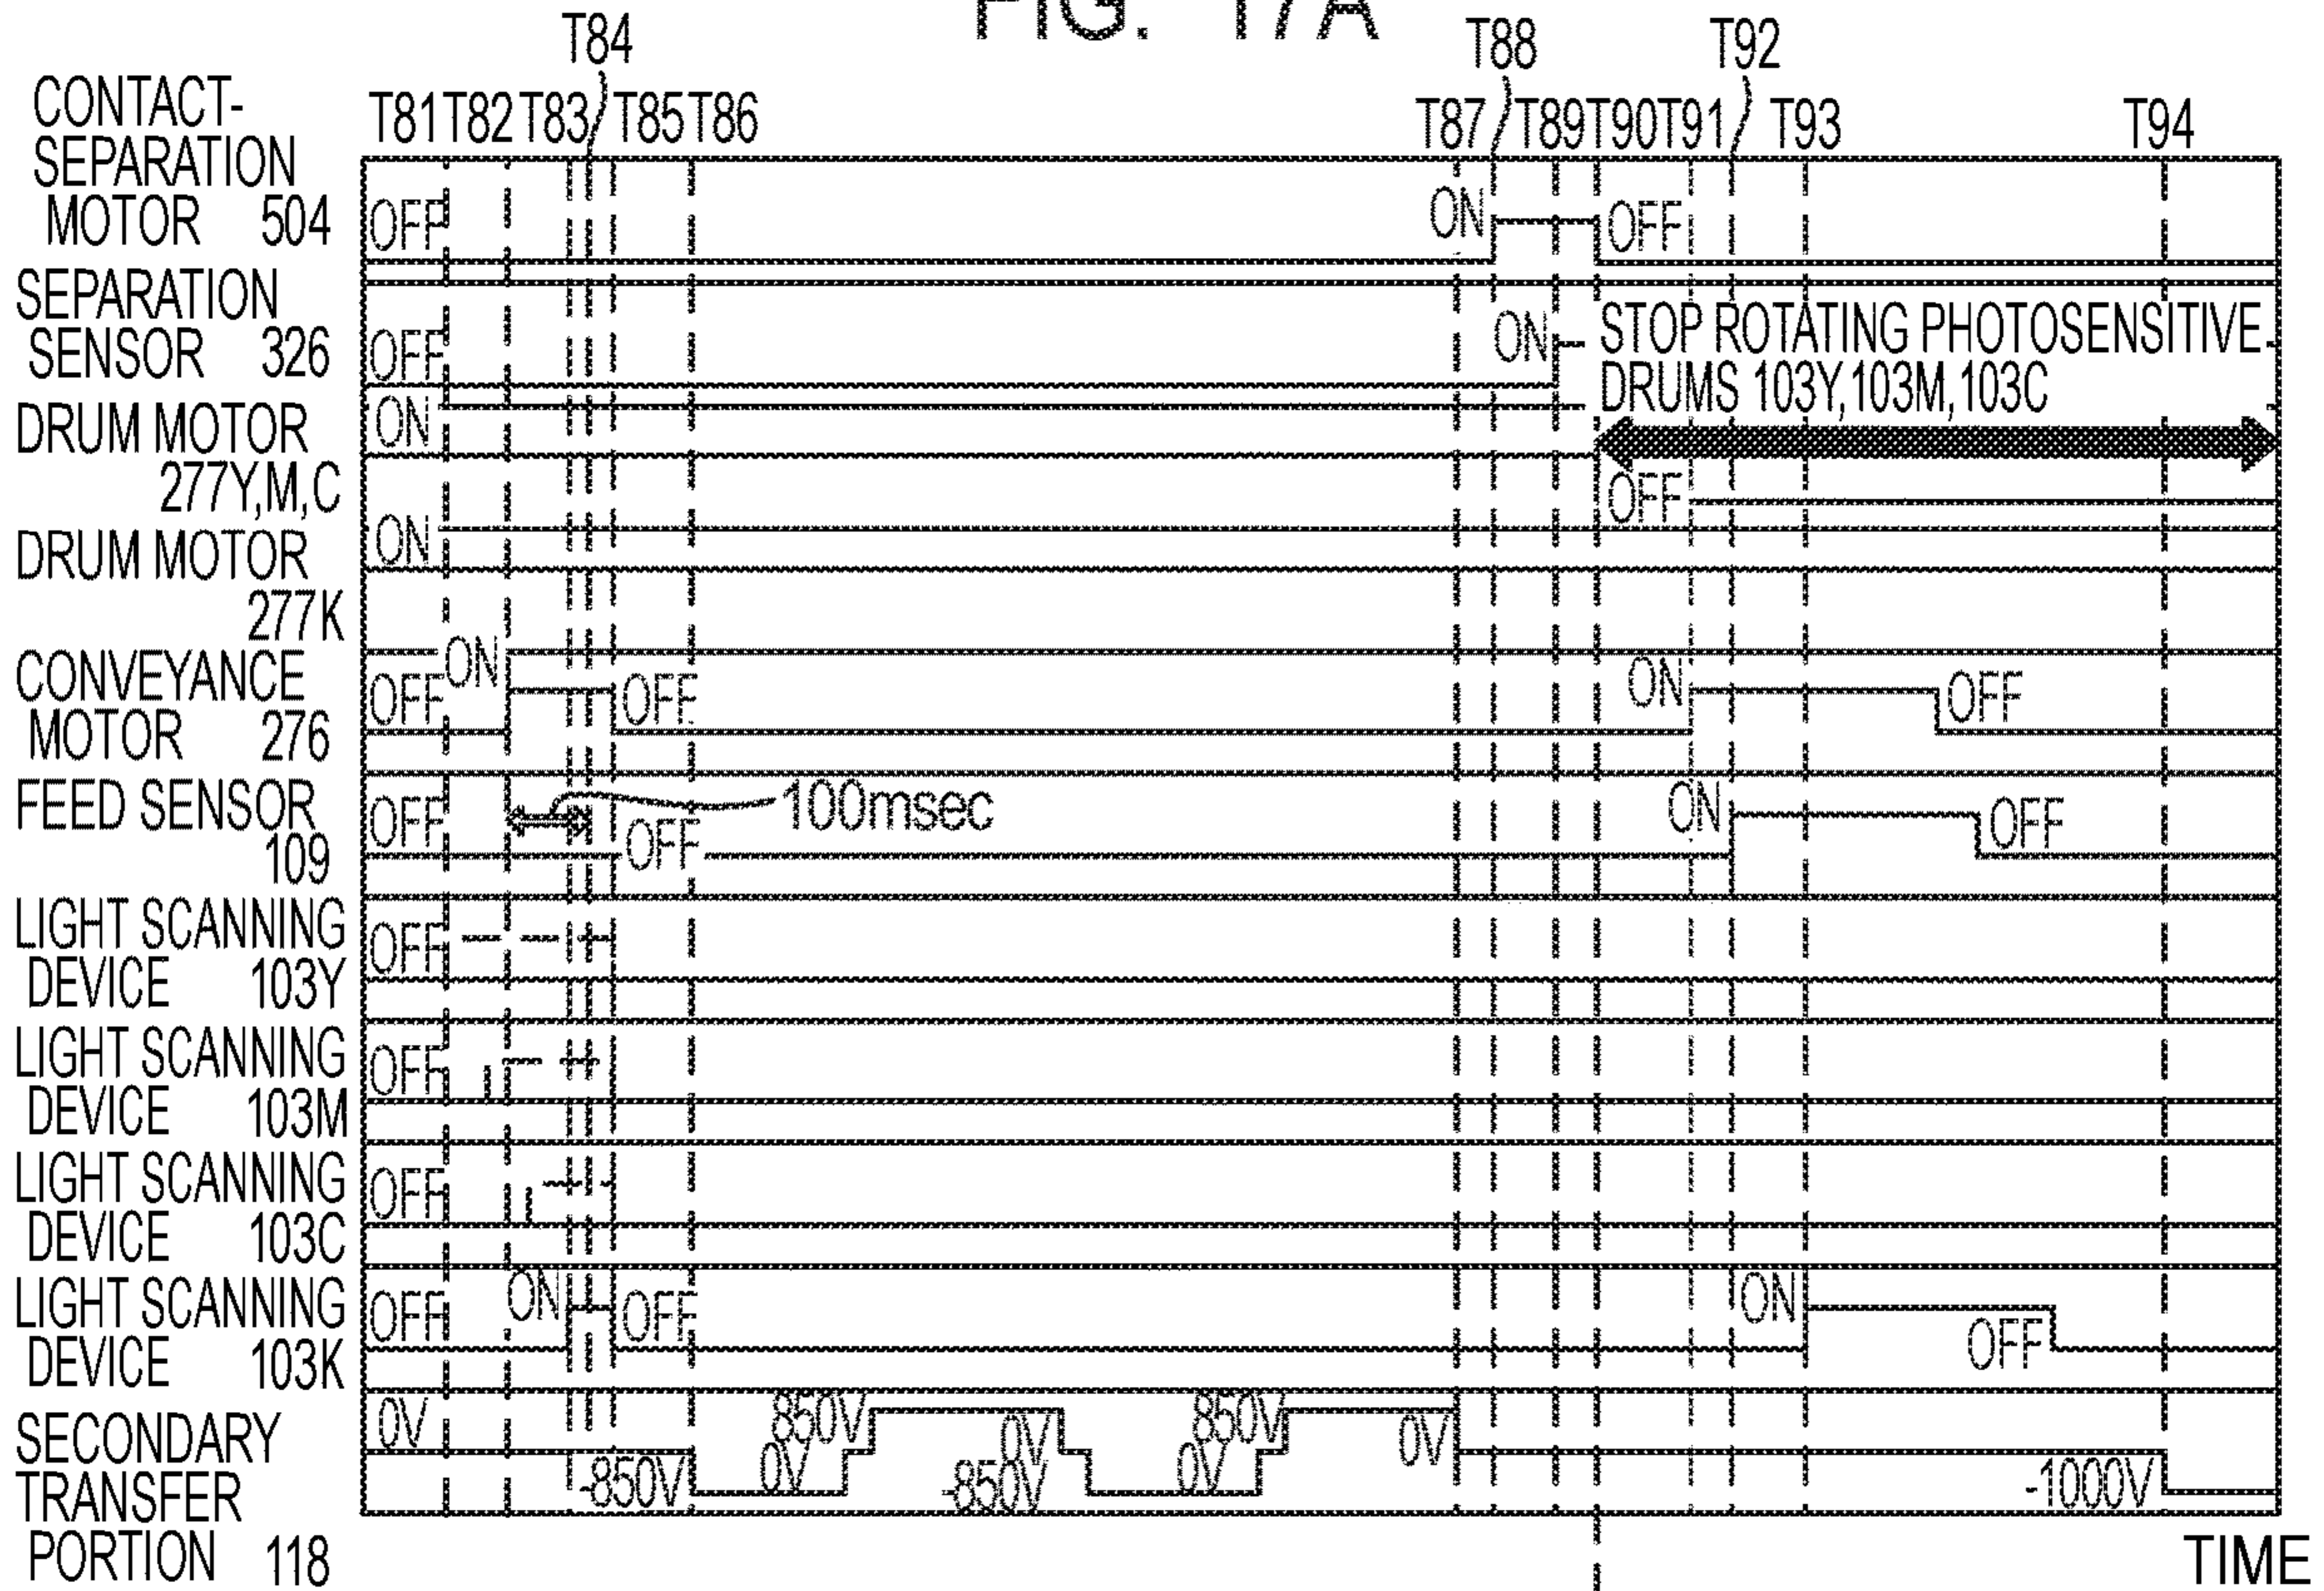 FIG. 17A
T84 T88 T92
T81 T82 T83 T85 T86 T87 T89 T90 T91 T93 T94
CONTACT-
SEPARATION
MOTOR 504
OFF ON OFF
SEPARATION
SENSOR 326
OFF ON
STOP ROTATING PHOTOSENSITIVE
DRUMS 103Y,103M,103C
DRUM MOTOR
277Y,M,C
ON OFF
DRUM MOTOR
277K
ON
CONVEYANCE
MOTOR 276
OFF ON OFF ON OFF
FEED SENSOR
109
OFF 100msec OFF ON OFF
LIGHT SCANNING
DEVICE 103Y
OFF
LIGHT SCANNING
DEVICE 103M
OFF
LIGHT SCANNING
DEVICE 103C
OFF
LIGHT SCANNING
DEVICE 103K
OFF ON OFF ON OFF
SECONDARY
TRANSFER
PORTION 118
0V -850V 0V 850V 0V -850V 0V 850V 0V -1000V
TIME